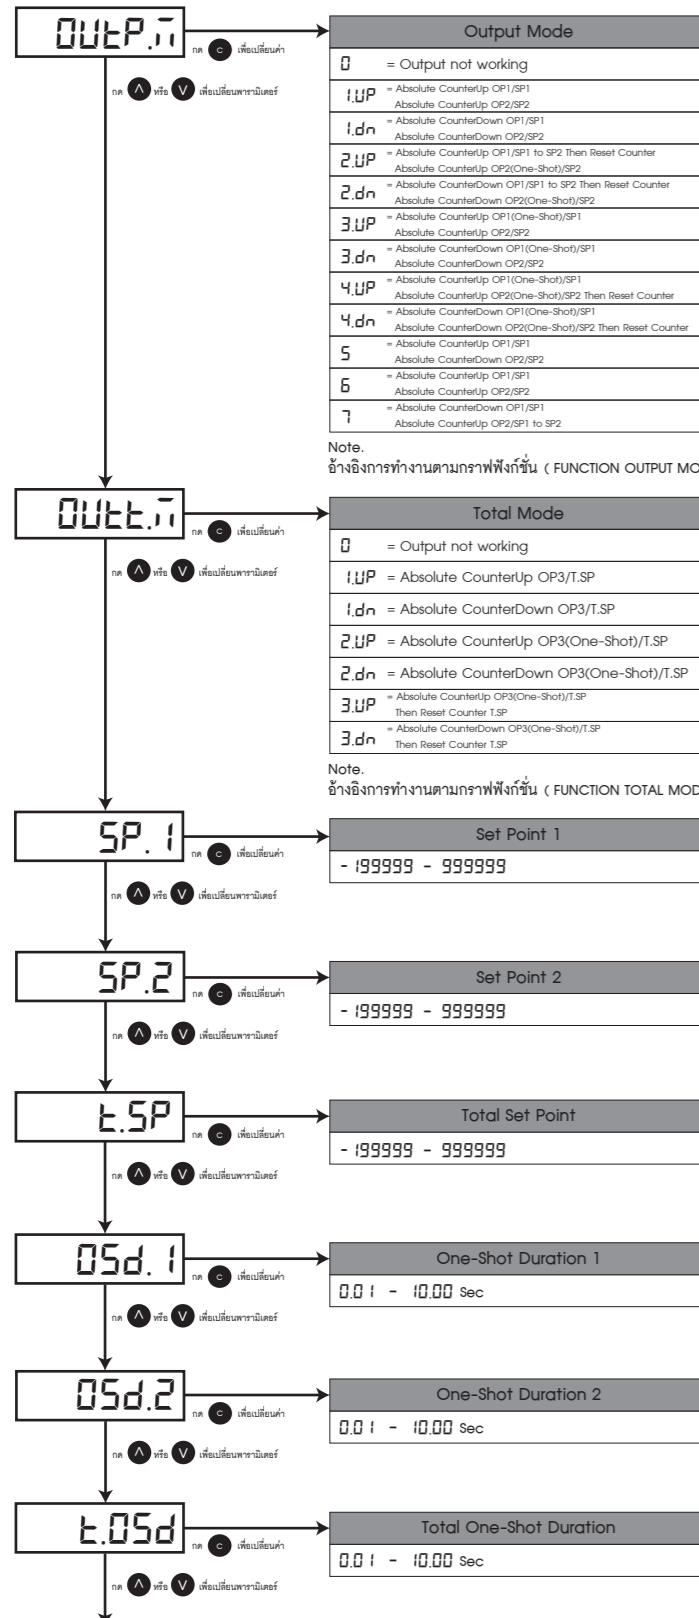 OUtP.m
กด C เพื่อเปลี่ยนค่า
กด ∧ หรือ ∨ เพื่อเปลี่ยนพารามิเตอร์
Output Mode
0 = Output not working
1.UP = Absolute CounterUp OP1/SP1
Absolute CounterUp OP2/SP2
1.dn = Absolute CounterDown OP1/SP1
Absolute CounterDown OP2/SP2
2.UP = Absolute CounterUp OP1/SP1 to SP2 Then Reset Counter
Absolute CounterUp OP2(One-Shot)/SP2
2.dn = Absolute CounterDown OP1/SP1 to SP2 Then Reset Counter
Absolute CounterDown OP2(One-Shot)/SP2
3.UP = Absolute CounterUp OP1(One-Shot)/SP1
Absolute CounterUp OP2/SP2
3.dn = Absolute CounterDown OP1(One-Shot)/SP1
Absolute CounterDown OP2/SP2
4.UP = Absolute CounterUp OP1(One-Shot)/SP1
Absolute CounterUp OP2(One-Shot)/SP2 Then Reset Counter
4.dn = Absolute CounterDown OP1(One-Shot)/SP1
Absolute CounterDown OP2(One-Shot)/SP2 Then Reset Counter
5 = Absolute CounterUp OP1/SP1
Absolute CounterDown OP2/SP2
6 = Absolute CounterUp OP1/SP1
Absolute CounterUp OP2/SP2
7 = Absolute CounterDown OP1/SP1
Absolute CounterUp OP2/SP1 to SP2
Note.
อ้างอิงการทำงานตามกราฟฟังก์ชั่น ( FUNCTION OUTPUT MO
OUtt.m
กด C เพื่อเปลี่ยนค่า
กด ∧ หรือ ∨ เพื่อเปลี่ยนพารามิเตอร์
Total Mode
0 = Output not working
1.UP = Absolute CounterUp OP3/T.SP
1.dn = Absolute CounterDown OP3/T.SP
2.UP = Absolute CounterUp OP3(One-Shot)/T.SP
2.dn = Absolute CounterDown OP3(One-Shot)/T.SP
3.UP = Absolute CounterUp OP3(One-Shot)/T.SP
Then Reset Counter T.SP
3.dn = Absolute CounterDown OP3(One-Shot)/T.SP
Then Reset Counter T.SP
Note.
อ้างอิงการทำงานตามกราฟฟังก์ชั่น ( FUNCTION TOTAL MOD
SP. 1
กด C เพื่อเปลี่ยนค่า
กด ∧ หรือ ∨ เพื่อเปลี่ยนพารามิเตอร์
Set Point 1
-199999 - 999999
SP.2
กด C เพื่อเปลี่ยนค่า
กด ∧ หรือ ∨ เพื่อเปลี่ยนพารามิเตอร์
Set Point 2
-199999 - 999999
t.SP
กด C เพื่อเปลี่ยนค่า
กด ∧ หรือ ∨ เพื่อเปลี่ยนพารามิเตอร์
Total Set Point
-199999 - 999999
OSd. 1
กด C เพื่อเปลี่ยนค่า
กด ∧ หรือ ∨ เพื่อเปลี่ยนพารามิเตอร์
One-Shot Duration 1
0.01 - 10.00 Sec
OSd.2
กด C เพื่อเปลี่ยนค่า
กด ∧ หรือ ∨ เพื่อเปลี่ยนพารามิเตอร์
One-Shot Duration 2
0.01 - 10.00 Sec
t.OSd
กด C เพื่อเปลี่ยนค่า
กด ∧ หรือ ∨ เพื่อเปลี่ยนพารามิเตอร์
Total One-Shot Duration
0.01 - 10.00 Sec